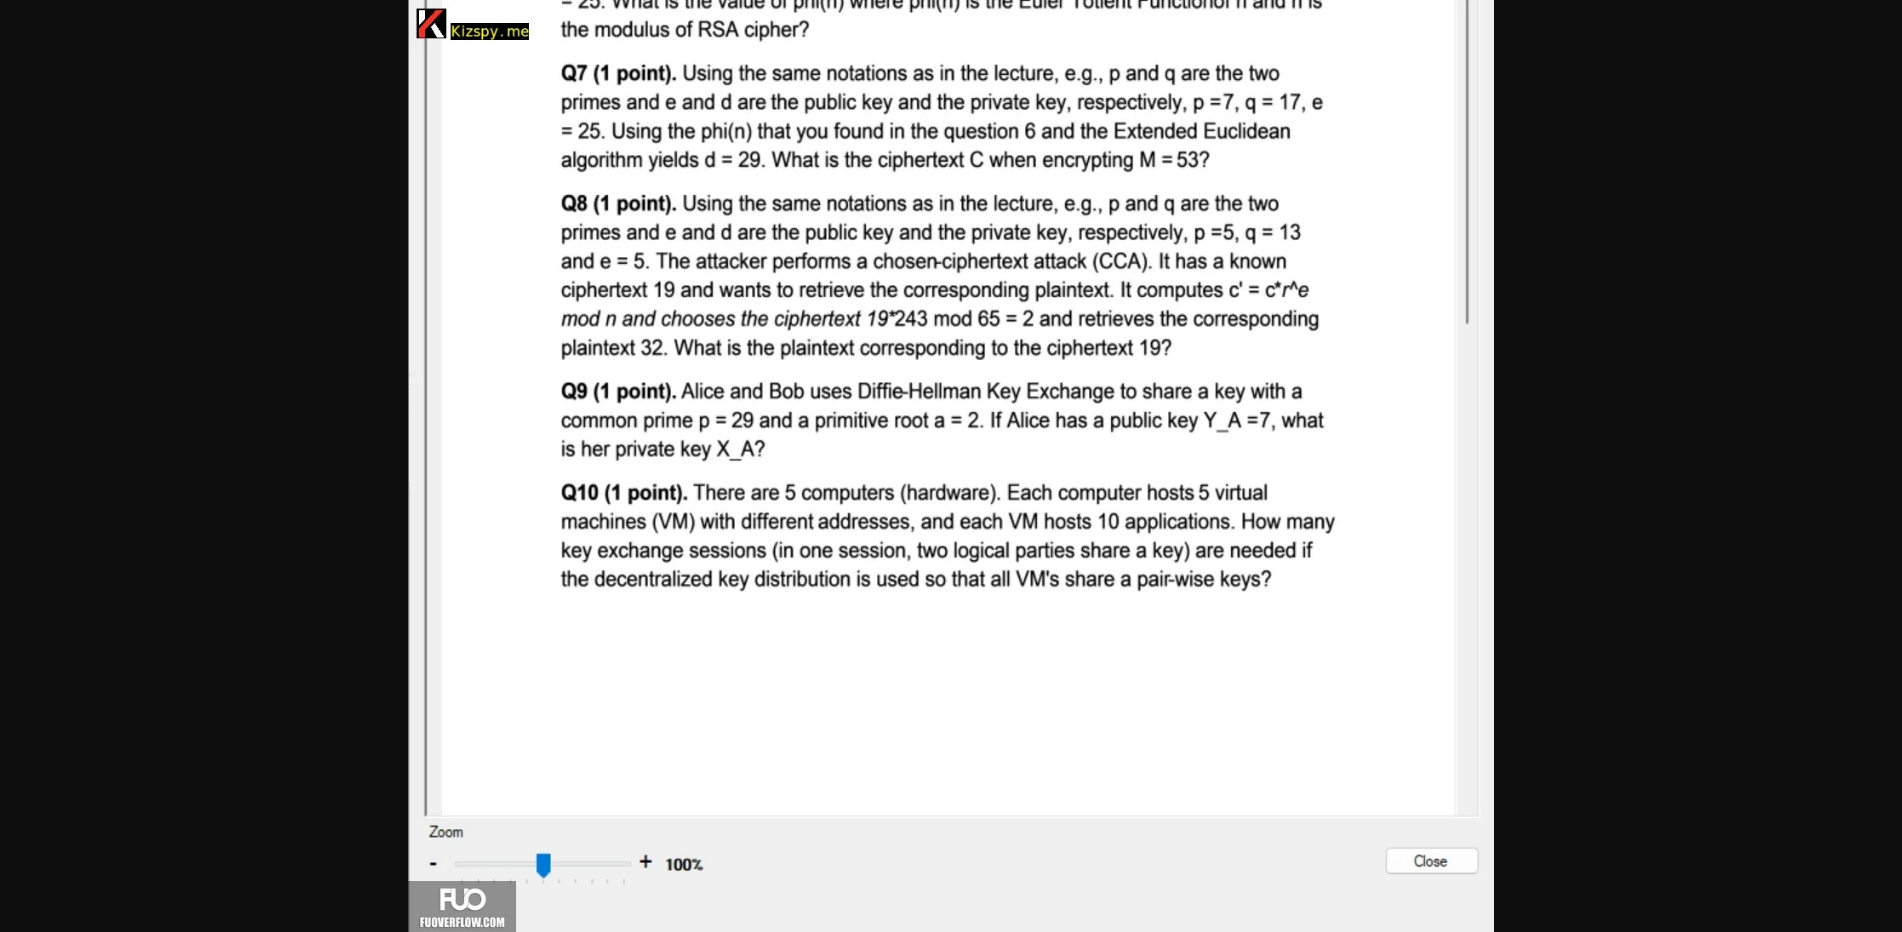 = 25. What is the value of phi(n) where phi(n) is the Euler Totient Functionof n and n is
Kizspy.me
the modulus of RSA cipher?
Q7 (1 point). Using the same notations as in the lecture, e.g., p and q are the two
primes and e and d are the public key and the private key, respectively, p =7, q = 17, e
= 25. Using the phi(n) that you found in the question 6 and the Extended Euclidean
algorithm yields d = 29. What is the ciphertext C when encrypting M = 53?
Q8 (1 point). Using the same notations as in the lecture, e.g., p and q are the two
primes and e and d are the public key and the private key, respectively, p =5, q = 13
and e = 5. The attacker performs a chosen-ciphertext attack (CCA). It has a known
ciphertext 19 and wants to retrieve the corresponding plaintext. It computes c' = c*r^e
mod n and chooses the ciphertext 19*243 mod 65 = 2 and retrieves the corresponding
plaintext 32. What is the plaintext corresponding to the ciphertext 19?
Q9 (1 point). Alice and Bob uses Diffie-Hellman Key Exchange to share a key with a
common prime p = 29 and a primitive root a = 2. If Alice has a public key Y_A =7, what
is her private key X_A?
Q10 (1 point). There are 5 computers (hardware). Each computer hosts 5 virtual
machines (VM) with different addresses, and each VM hosts 10 applications. How many
key exchange sessions (in one session, two logical parties share a key) are needed if
the decentralized key distribution is used so that all VM's share a pair-wise keys?
Zoom
- + 100%
Close
FUO
FUOVERFLOW.COM